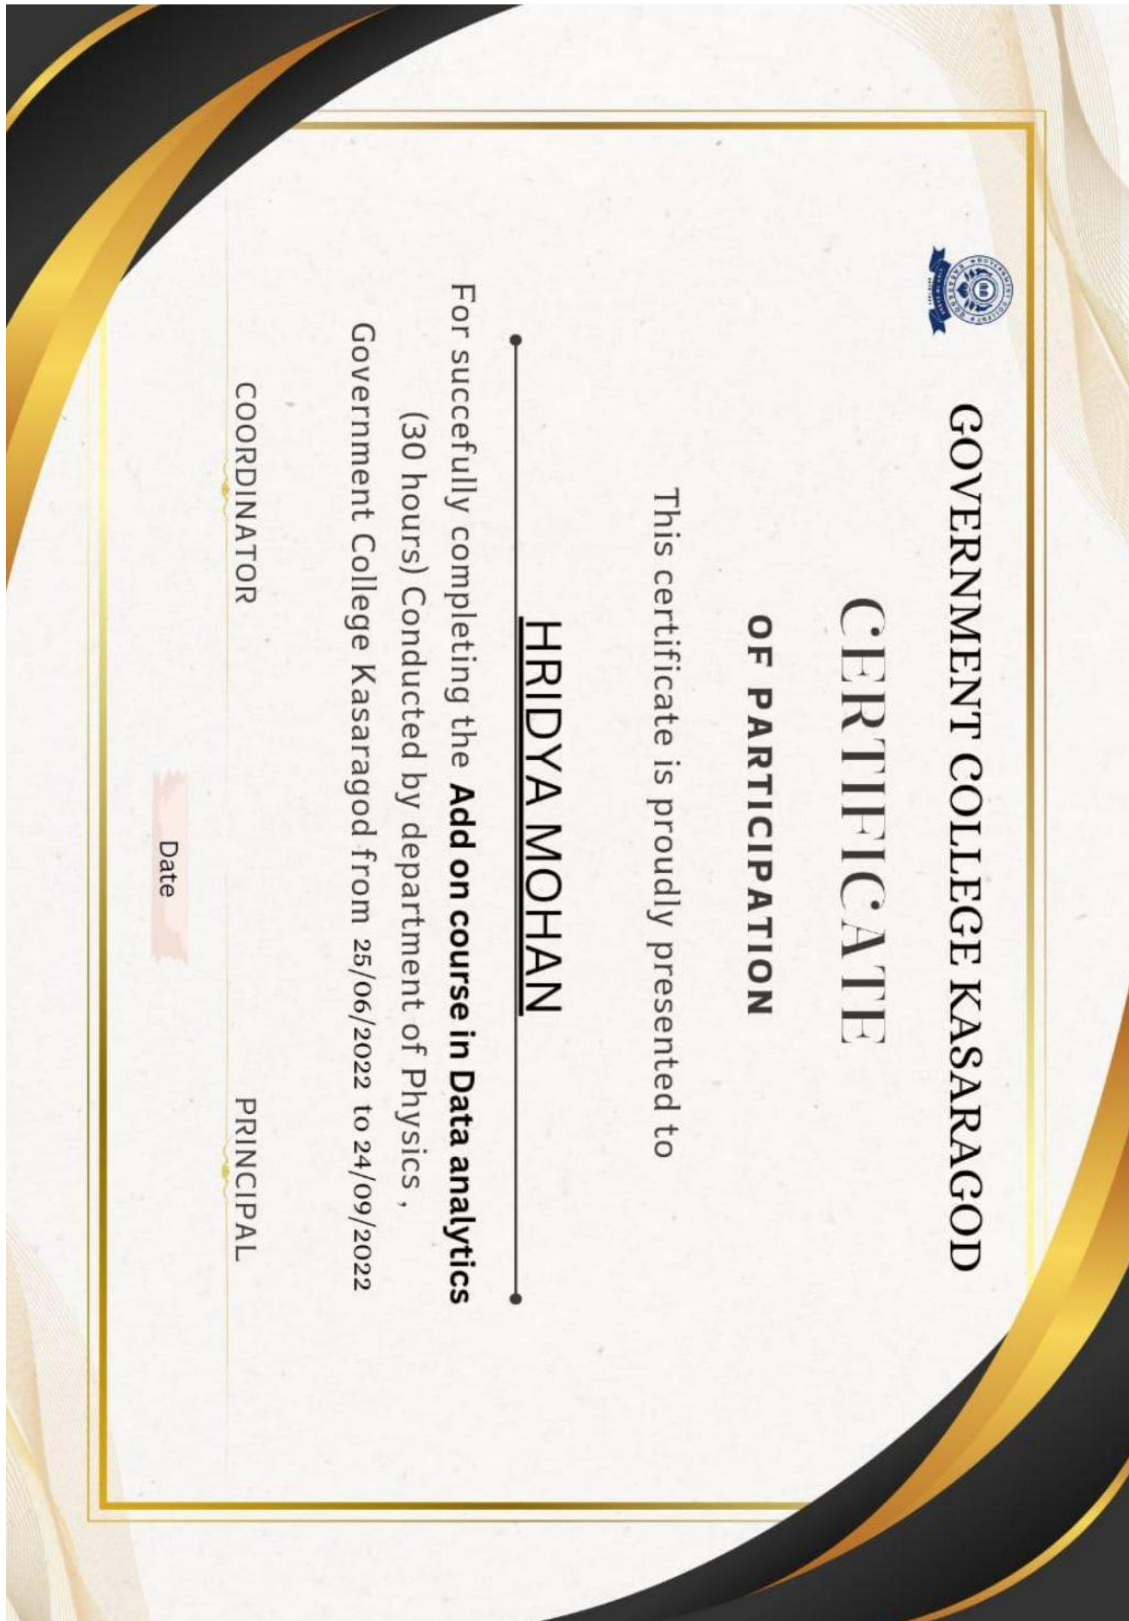 GOVERNMENT COLLEGE KASARAGOD
CERTIFICATE
OF PARTICIPATION
This certificate is proudly presented to
HRIDYA MOHAN
For succefully completing the Add on course in Data analytics
(30 hours) Conducted by department of Physics ,
Government College Kasaragod from 25/06/2022 to 24/09/2022
COORDINATOR
PRINCIPAL
Date